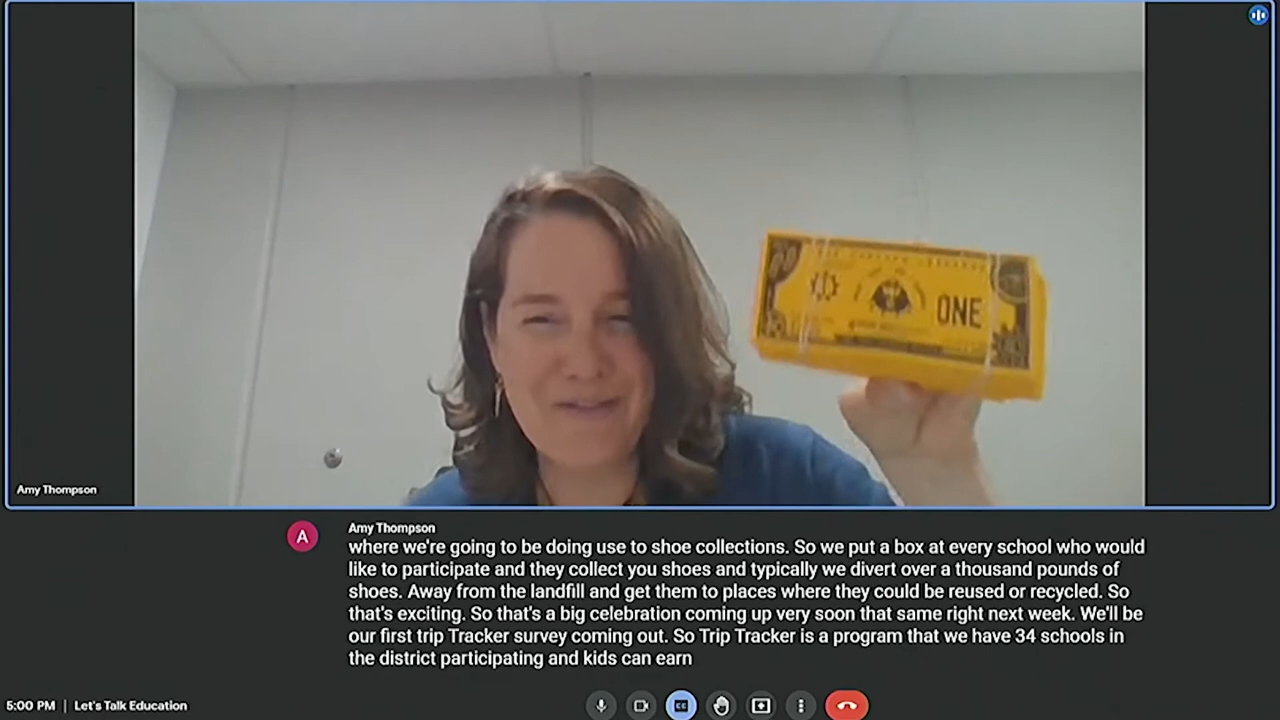 ONE
Amy Thompson
A
Amy Thompson
where we're going to be doing use to shoe collections. So we put a box at every school who would
like to participate and they collect you shoes and typically we divert over a thousand pounds of
shoes. Away from the landfill and get them to places where they could be reused or recycled. So
that's exciting. So that's a big celebration coming up very soon that same right next week. We'll be
our first trip Tracker survey coming out. So Trip Tracker is a program that we have 34 schools in
the district participating and kids can earn
5:00 PM | Let's Talk Education
CC